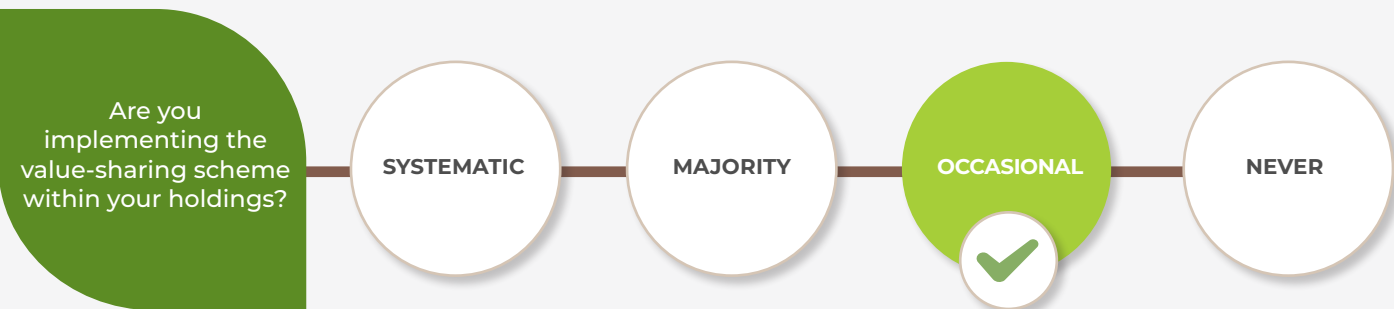 Are you
implementing the
value-sharing scheme
within your holdings?
SYSTEMATIC
MAJORITY
OCCASIONAL
NEVER